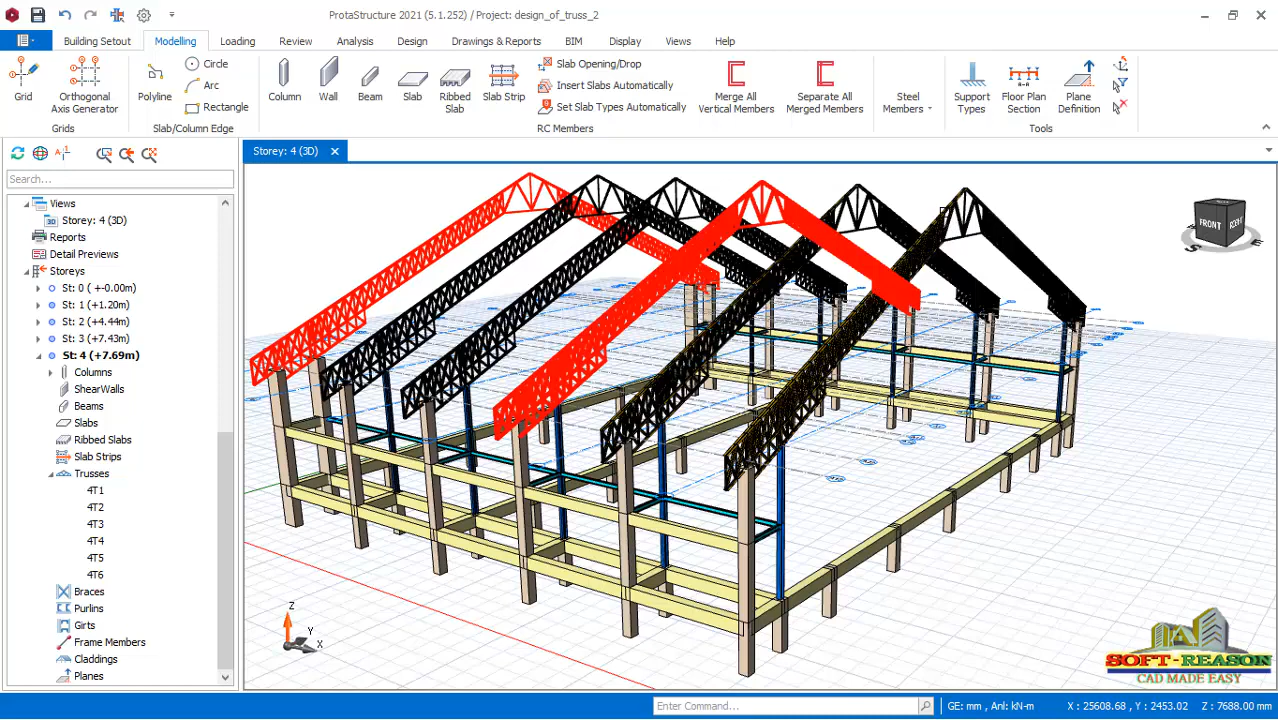 ProtaStructure 2021 (5.1.252) / Project: design_of_truss_2
Building Setout Modelling Loading Review Analysis Design Drawings & Reports BIM Display Views Help
Grid
Orthogonal
Axis Generator
Grids
Polyline
Circle
Arc
Rectangle
Slab/Column Edge
Column
Wall
Beam
Slab
Ribbed
Slab
Slab Strip
Slab Opening/Drop
Insert Slabs Automatically
Set Slab Types Automatically
Merge All
Vertical Members
Separate All
Merged Members
RC Members
Steel
Members
Support
Types
Floor Plan
Section
Plane
Definition
Tools
Search...
Views
Storey: 4 (3D)
Reports
Detail Previews
Storeys
St: 0 ( +-0.00m)
St: 1 (+1.20m)
St: 2 (+4.44m)
St: 3 (+7.43m)
St: 4 (+7.69m)
Columns
ShearWalls
Beams
Slabs
Ribbed Slabs
Slab Strips
Trusses
4T1
4T2
4T3
4T4
4T5
4T6
Braces
Purlins
Girts
Frame Members
Claddings
Planes
Storey: 4 (3D)
FRONT
RIGHT
S
E
Z
Y
X
SOFT-REASON
CAD MADE EASY
Enter Command...
GE: mm , Anl: kN-m
X : 25608.68 , Y : 2453.02
Z : 7688.00 mm